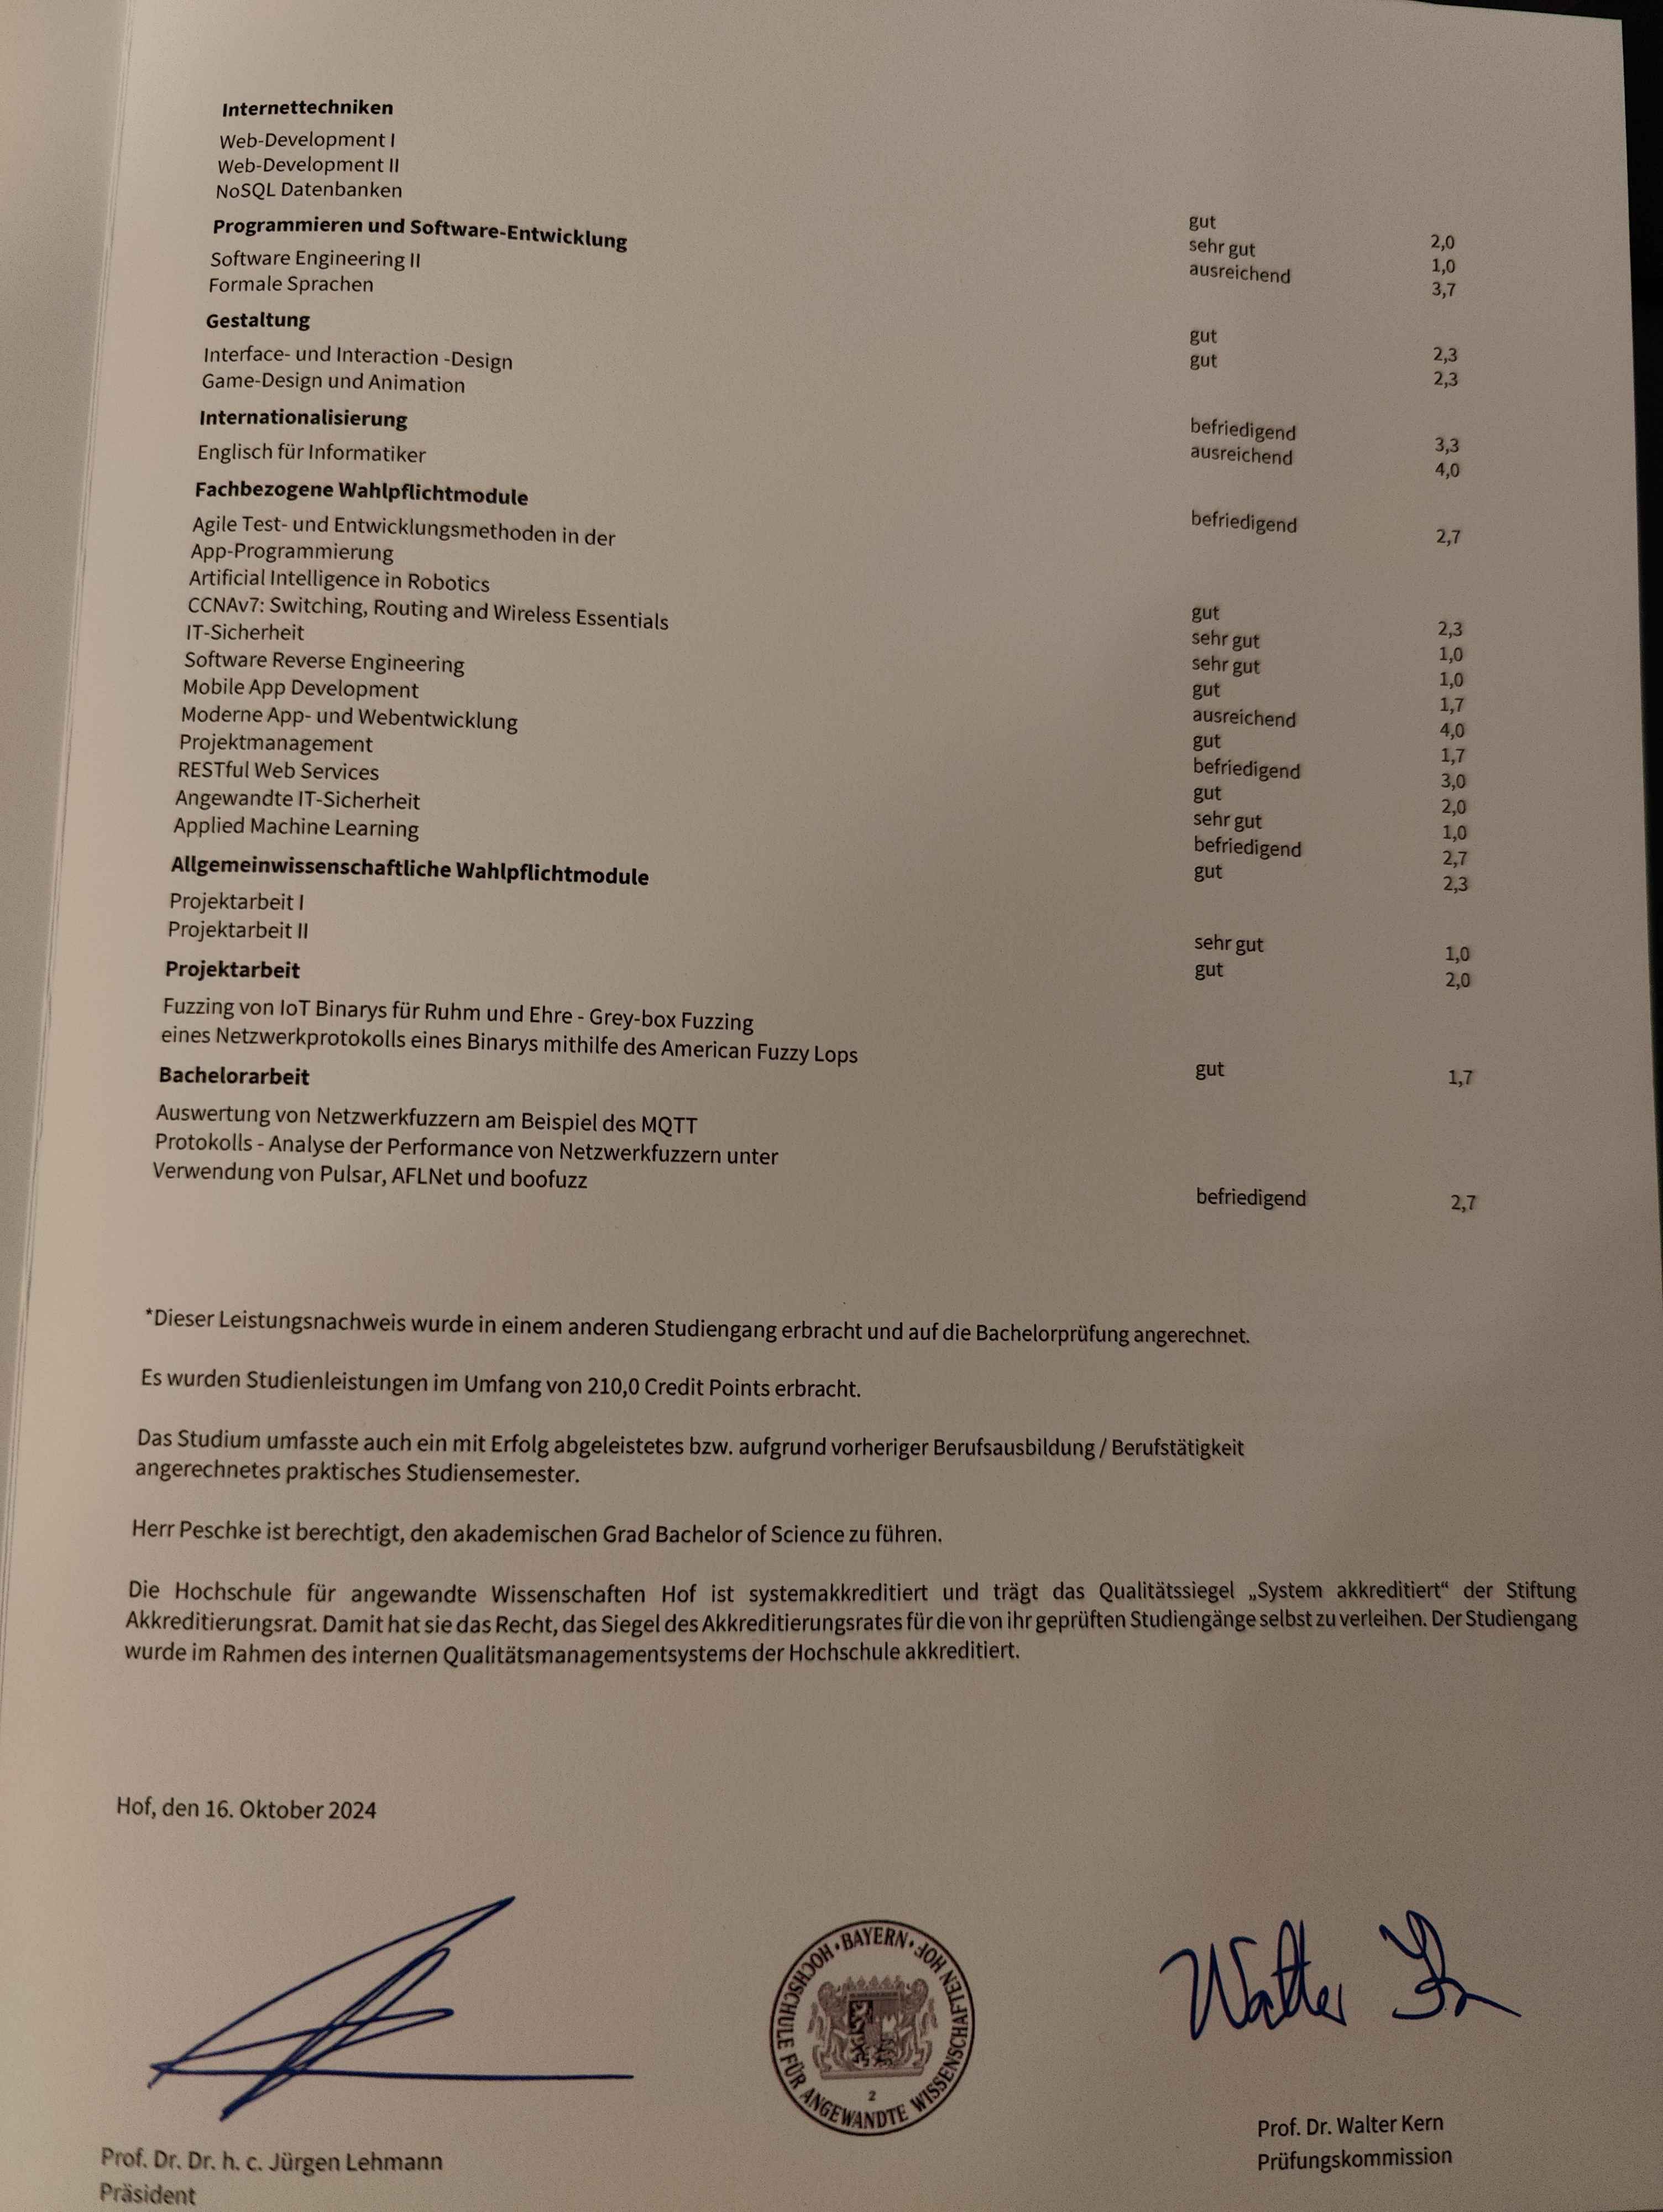 Internettechniken
Web-Development I gut 2,0
Web-Development II sehr gut 1,0
NoSQL Datenbanken ausreichend 3,7
Programmieren und Software-Entwicklung
Software Engineering II gut 2,3
Formale Sprachen gut 2,3
Gestaltung
Interface- und Interaction -Design befriedigend 3,3
Game-Design und Animation ausreichend 4,0
Internationalisierung
Englisch für Informatiker befriedigend 2,7
Fachbezogene Wahlpflichtmodule
Agile Test- und Entwicklungsmethoden in der
App-Programmierung gut 2,3
Artificial Intelligence in Robotics sehr gut 1,0
CCNAv7: Switching, Routing and Wireless Essentials sehr gut 1,0
IT-Sicherheit gut 1,7
Software Reverse Engineering ausreichend 4,0
Mobile App Development gut 1,7
Moderne App- und Webentwicklung befriedigend 3,0
Projektmanagement gut 2,0
RESTful Web Services sehr gut 1,0
Angewandte IT-Sicherheit befriedigend 2,7
Applied Machine Learning gut 2,3
Allgemeinwissenschaftliche Wahlpflichtmodule
Projektarbeit I sehr gut 1,0
Projektarbeit II gut 2,0
Projektarbeit
Fuzzing von IoT Binarys für Ruhm und Ehre - Grey-box Fuzzing
eines Netzwerkprotokolls eines Binarys mithilfe des American Fuzzy Lops gut 1,7
Bachelorarbeit
Auswertung von Netzwerkfuzzern am Beispiel des MQTT
Protokolls - Analyse der Performance von Netzwerkfuzzern unter
Verwendung von Pulsar, AFLNet und boofuzz befriedigend 2,7
*Dieser Leistungsnachweis wurde in einem anderen Studiengang erbracht und auf die Bachelorprüfung angerechnet.
Es wurden Studienleistungen im Umfang von 210,0 Credit Points erbracht.
Das Studium umfasste auch ein mit Erfolg abgeleistetes bzw. aufgrund vorheriger Berufsausbildung / Berufstätigkeit
angerechnetes praktisches Studiensemester.
Herr Peschke ist berechtigt, den akademischen Grad Bachelor of Science zu führen.
Die Hochschule für angewandte Wissenschaften Hof ist systemakkreditiert und trägt das Qualitätssiegel „System akkreditiert“ der Stiftung
Akkreditierungsrat. Damit hat sie das Recht, das Siegel des Akkreditierungsrates für die von ihr geprüften Studiengänge selbst zu verleihen. Der Studiengang
wurde im Rahmen des internen Qualitätsmanagementsystems der Hochschule akkreditiert.
Hof, den 16. Oktober 2024
BAYERN · HOCHSCHULE FÜR ANGEWANDTE WISSENSCHAFTEN HOF ·
2
Walter
Prof. Dr. Dr. h. c. Jürgen Lehmann
Präsident
Prof. Dr. Walter Kern
Prüfungskommission